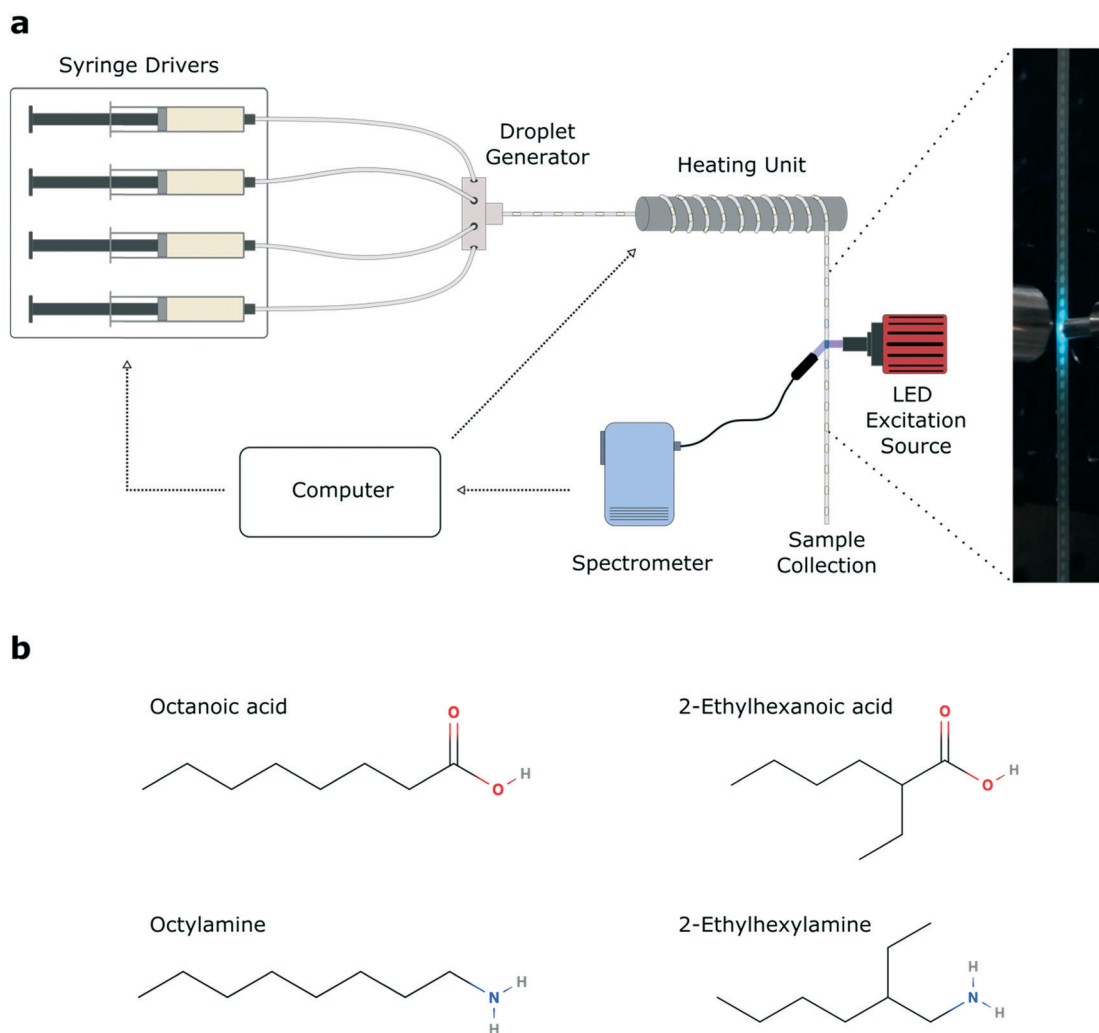 a
Syringe Drivers
Droplet
Generator
Heating Unit
LED
Excitation
Source
Computer
Spectrometer
Sample
Collection
b
Octanoic acid
O
O
H
2-Ethylhexanoic acid
O
O
H
Octylamine
N
H
H
2-Ethylhexylamine
H
N
H